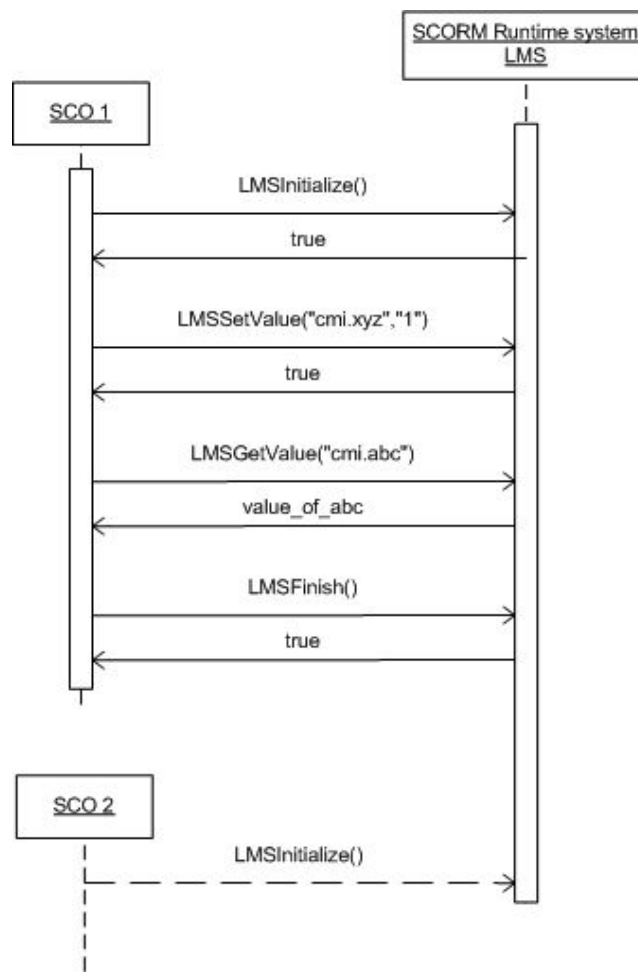 SCORM Runtime system
LMS
SCO 1
LMSInitialize()
true
LMSSetValue("cmi.xyz","1")
true
LMSGetValue("cmi.abc")
value_of_abc
LMSFinish()
true
SCO 2
LMSInitialize()